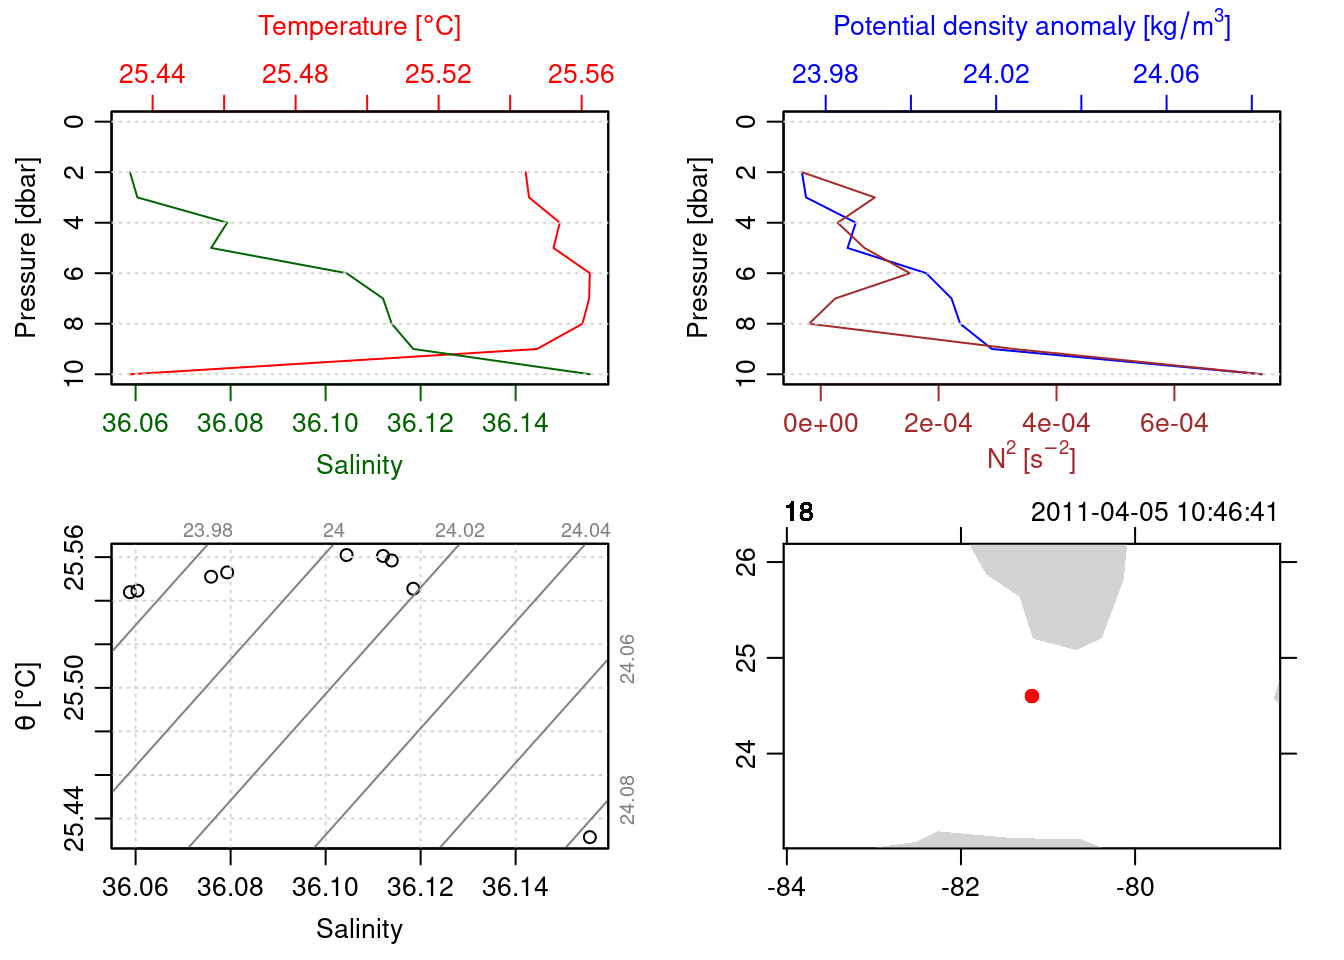 Temperature [°C]
25.44 25.48 25.52 25.56
Pressure [dbar]
0 2 4 6 8 10
36.06 36.08 36.10 36.12 36.14
Salinity
Potential density anomaly [kg/m³]
23.98 24.02 24.06
Pressure [dbar]
0 2 4 6 8 10
0e+00 2e-04 4e-04 6e-04
N² [s⁻²]
23.98 24 24.02 24.04
24.06
24.08
θ [°C]
25.56 25.50 25.44
36.06 36.08 36.10 36.12 36.14
Salinity
18 2011-04-05 10:46:41
26 25 24
-84 -82 -80